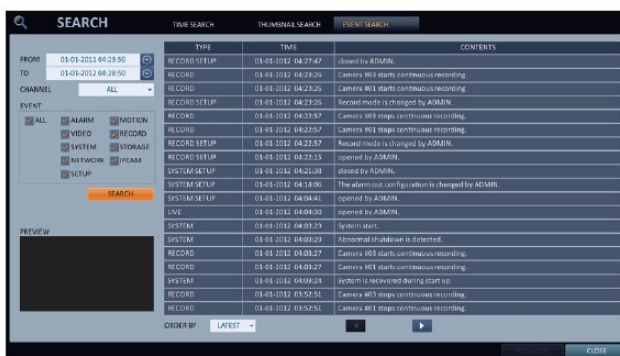 SEARCH
TIME SEARCH THUMBNAIL SEARCH EVENT SEARCH
TYPE TIME CONTENTS
FROM 01-01-2011 04:23:50
TO 01-01-2012 04:28:50
CHANNEL ALL
EVENT
ALL ALARM MOTION
VIDEO RECORD
SYSTEM STORAGE
NETWORK IPCAM
SETUP
SEARCH
PREVIEW
RECORD SETUP 01-01-2012 04:27:47 closed by ADMIN.
RECORD 01-01-2012 04:23:26 Camera #03 starts continuous recording.
RECORD 01-01-2012 04:23:26 Camera #01 starts continuous recording.
RECORD SETUP 01-01-2012 04:23:26 Record mode is changed by ADMIN.
RECORD 01-01-2012 04:22:57 Camera #03 stops continuous recording.
RECORD 01-01-2012 04:22:57 Camera #01 stops continuous recording.
RECORD SETUP 01-01-2012 04:22:57 Record mode is changed by ADMIN.
RECORD SETUP 01-01-2012 04:22:15 opened by ADMIN.
SYSTEM SETUP 01-01-2012 04:21:38 closed by ADMIN.
SYSTEM SETUP 01-01-2012 04:14:06 The alarm out configuration is changed by ADMIN.
SYSTEM SETUP 01-01-2012 04:04:41 opened by ADMIN.
LIVE 01-01-2012 04:04:30 opened by ADMIN.
SYSTEM 01-01-2012 04:03:29 System start.
SYSTEM 01-01-2012 04:03:29 Abnormal shutdown is detected.
RECORD 01-01-2012 04:03:27 Camera #03 starts continuous recording.
RECORD 01-01-2012 04:03:27 Camera #01 starts continuous recording.
SYSTEM 01-01-2012 04:03:24 System is recovered during start up.
RECORD 01-01-2012 03:52:51 Camera #03 stops continuous recording.
RECORD 01-01-2012 03:52:51 Camera #01 stops continuous recording.
ORDER BY LATEST
CLOSE